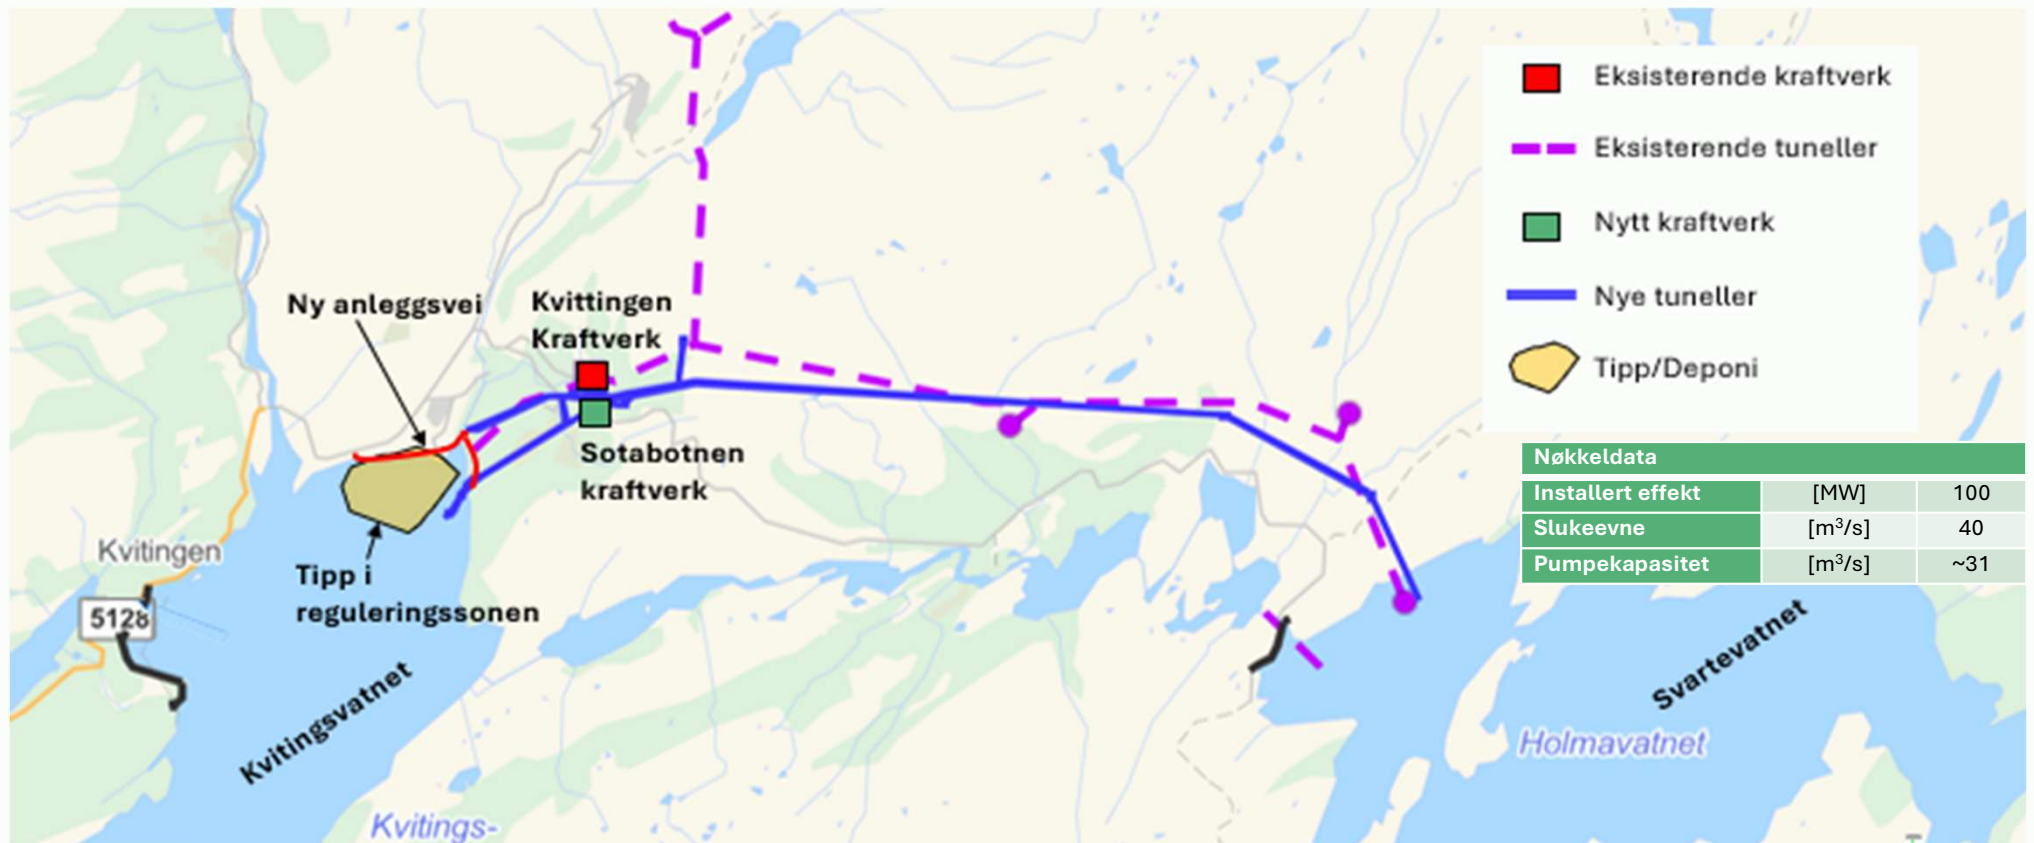 Eksisterende kraftverk
Eksisterende tuneller
Nytt kraftverk
Nye tuneller
Tipp/Deponi
Ny anleggsvei
Kvittingen
Kraftverk
Sotabotnen
kraftverk
Nøkkeldata
Installert effekt [MW] 100
Slukeevne [m³/s] 40
Pumpekapasitet [m³/s] ~31
Kvitingen
Tipp i
reguleringssonen
5128
Kvitingsvatnet
Svartevatnet
Holmavatnet
Kvitings-